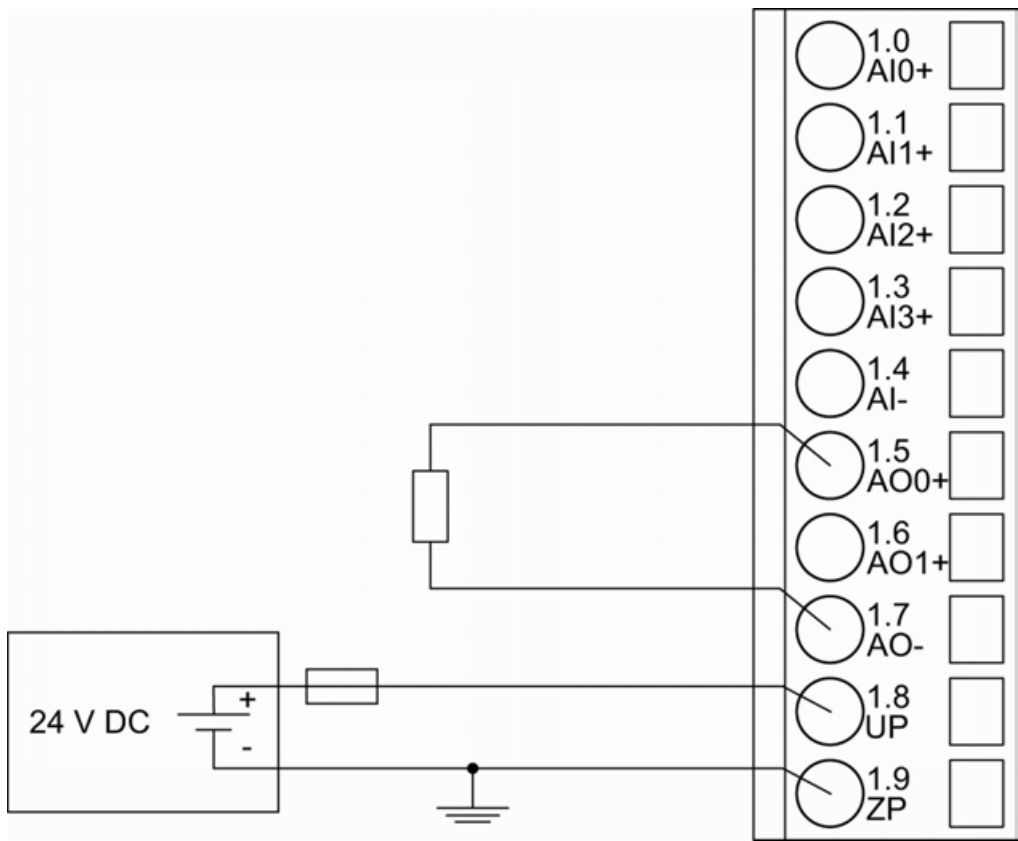 1.0
AI0+
1.1
AI1+
1.2
AI2+
1.3
AI3+
1.4
AI-
1.5
AO0+
1.6
AO1+
1.7
AO-
1.8
UP
1.9
ZP
+
24 V DC
-